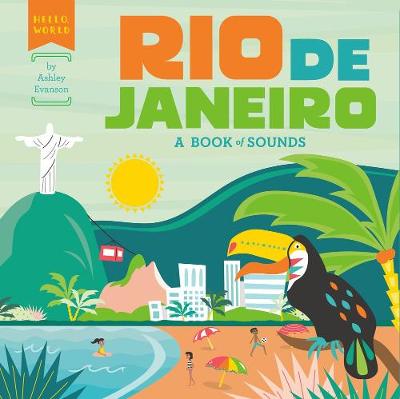 HELLO,
WORLD
by
Ashley
Evanson
RIO DE
JANEIRO
A BOOK of SOUNDS